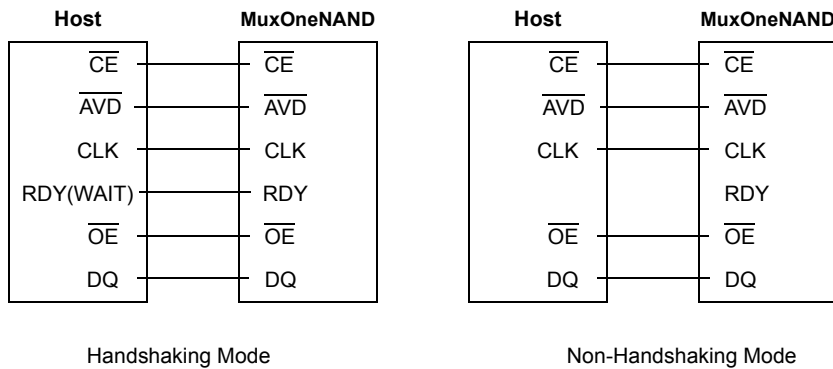 Host MuxOneNAND Host MuxOneNAND
CE CE CE CE
AVD AVD AVD AVD
CLK CLK CLK CLK
RDY(WAIT) RDY RDY
OE OE OE OE
DQ DQ DQ DQ
Handshaking Mode Non-Handshaking Mode